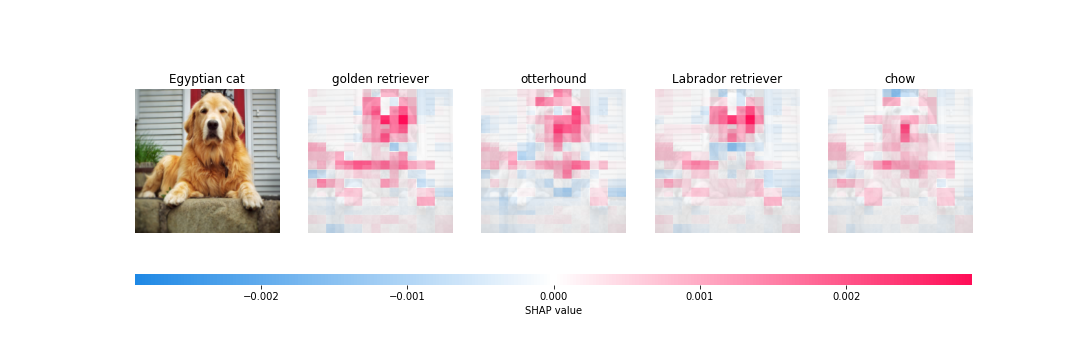 Egyptian cat
golden retriever
otterhound
Labrador retriever
chow
−0.002
−0.001
0.000
0.001
0.002
SHAP value